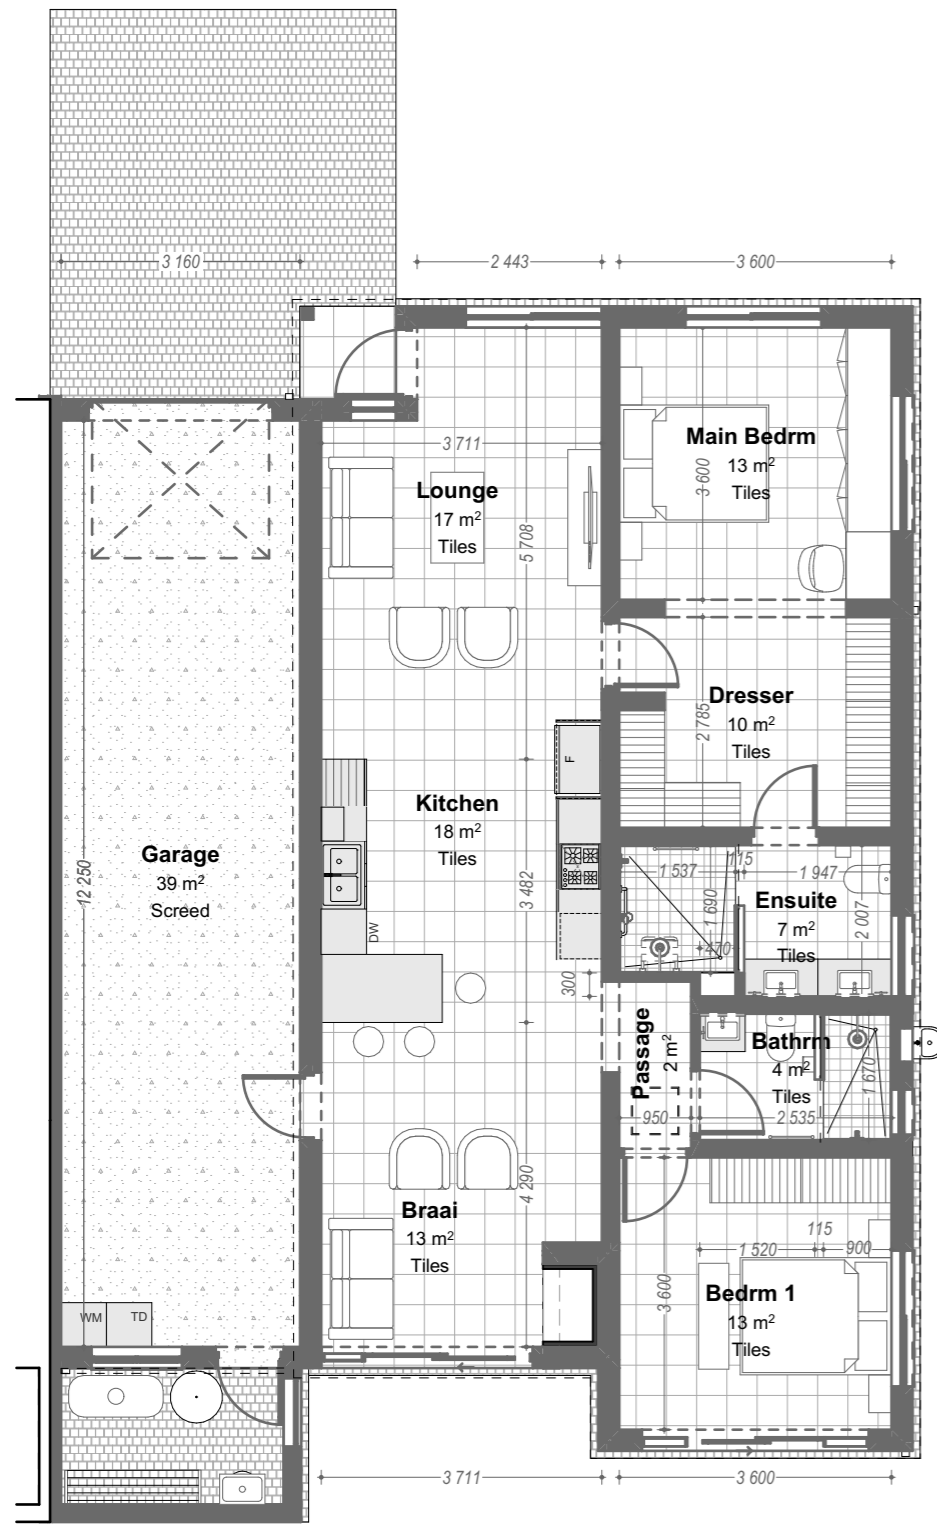 3 160
2 443
3 600
3 711
Lounge
17 m²
Tiles
5 708
Main Bedrm
13 m²
Tiles
3 600
Dresser
10 m²
Tiles
2 785
F
Kitchen
18 m²
Tiles
3 482
DW
300
Garage
39 m²
Screed
12 250
1 537
115
1 947
1 690
470
Ensuite
7 m²
Tiles
2 007
Passage
2 m²
950
Bathrm
4 m²
Tiles
2 535
1 670
Braai
13 m²
Tiles
4 290
115
1 520
900
3 600
Bedrm 1
13 m²
Tiles
WM
TD
3 711
3 600